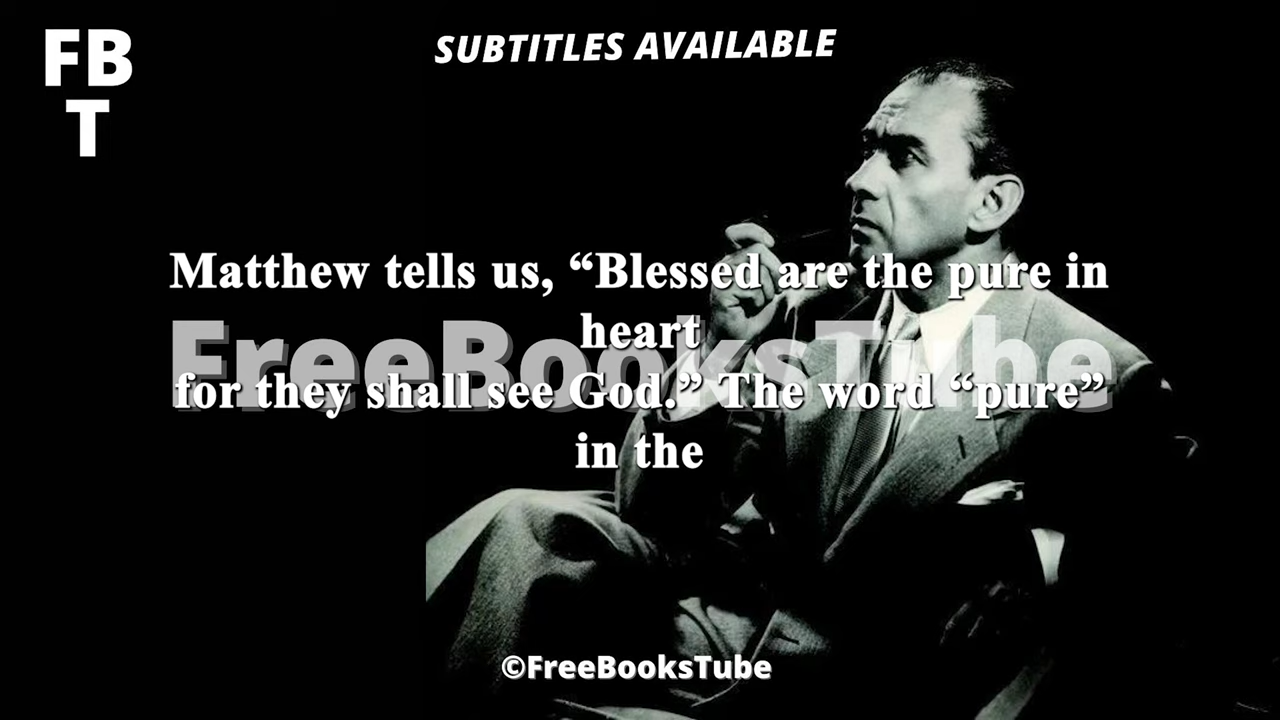 FB
T
SUBTITLES AVAILABLE
Matthew tells us, “Blessed are the pure in
heart
FreeBooksTube
for they shall see God.” The word “pure”
in the
©FreeBooksTube